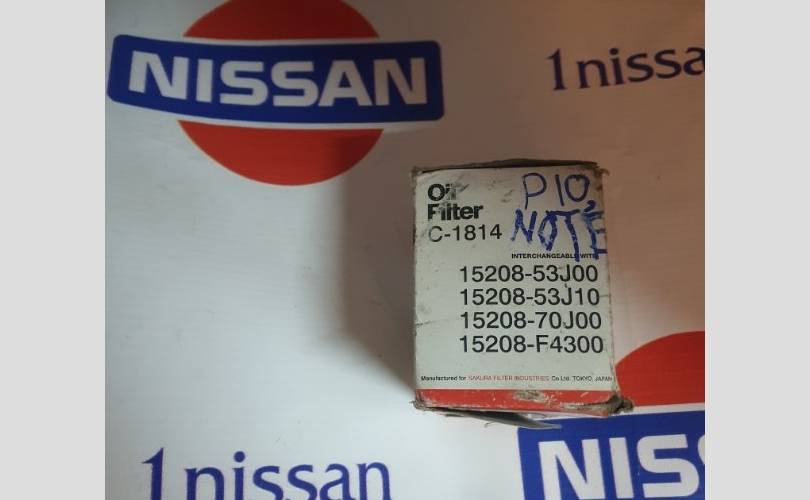 NISSAN
1nissa
Oil
Filter
C-1814
P10,
NOTE
INTERCHANGEABLE WITH
15208-53J00
15208-53J10
15208-70J00
15208-F4300
Manufactured for SAKURA FILTER INDUSTRIES Co.Ltd. TOKYO, JAPAN
1nissan
NISS